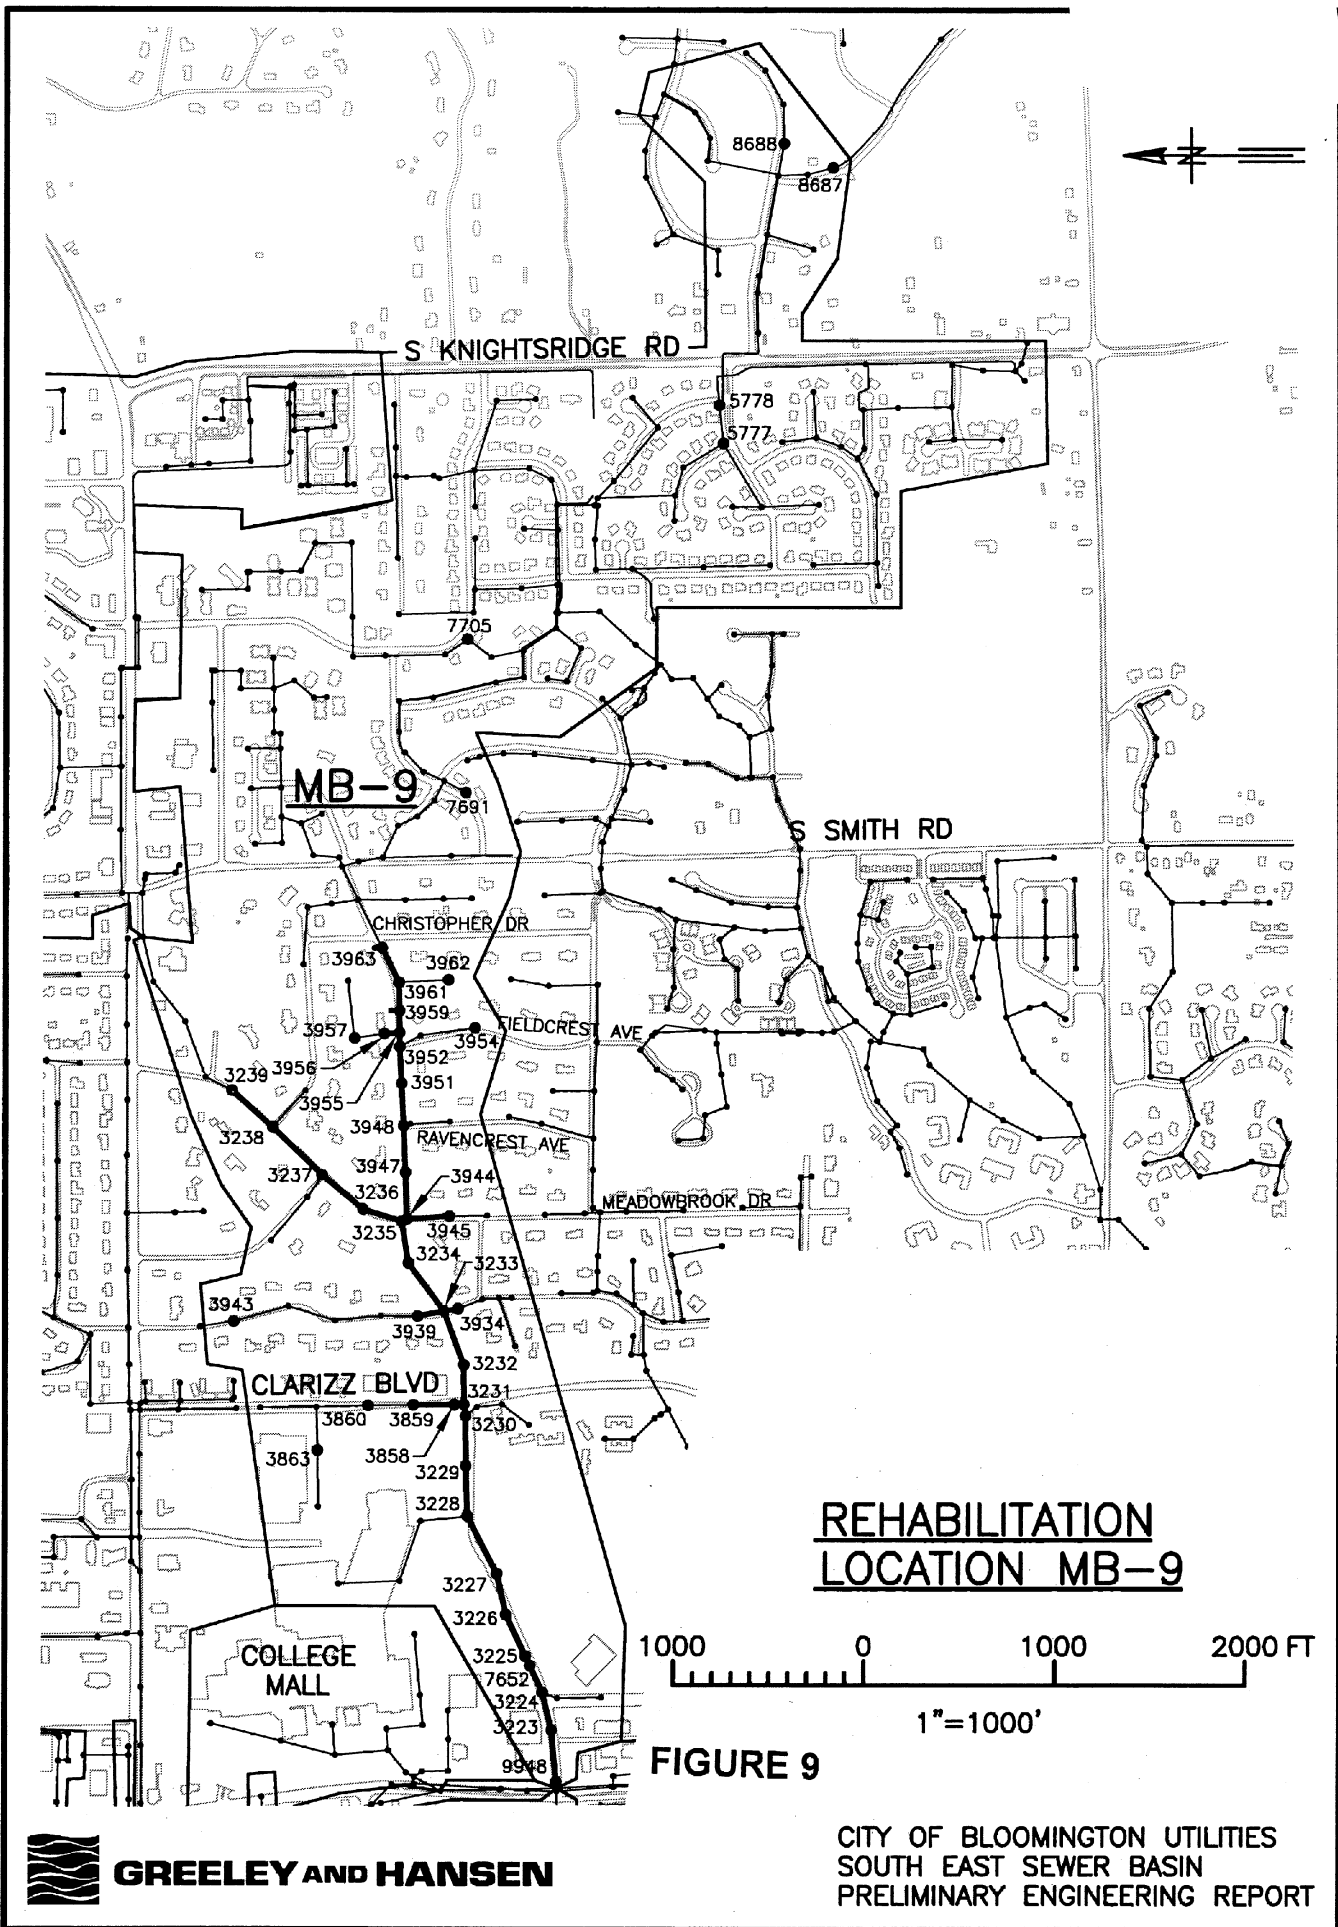 8688
N
8687
S KNIGHTSRIDGE RD
5778
5777
7705
MB-9
7691
S SMITH RD
CHRISTOPHER DR
3963
3962
3961
3959
3957
FIELDCREST AVE
3954
3952
3956
3239
3951
3955
3948
3238
RAVENCREST AVE
3947
3944
3237
3236
MEADOWBROOK DR
3235
3945
3234
3233
3943
3939
3934
3232
CLARIZZ BLVD
3231
3860
3859
3230
3863
3858
3229
3228
REHABILITATION
LOCATION MB-9
3227
3226
3225
COLLEGE
MALL
7652
3224
3223
1000 0 1000 2000 FT
1"=1000'
9948
FIGURE 9
GREELEY AND HANSEN
CITY OF BLOOMINGTON UTILITIES
SOUTH EAST SEWER BASIN
PRELIMINARY ENGINEERING REPORT